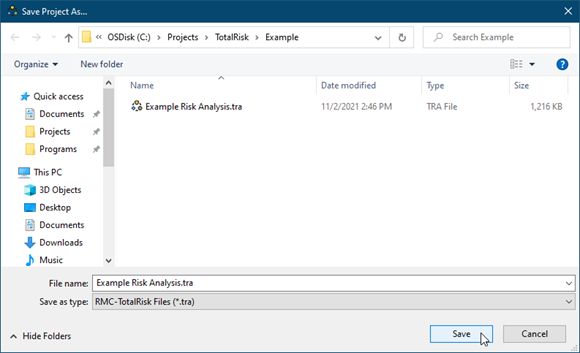 Save Project As...
OSDisk (C:) > Projects > TotalRisk > Example
Search Example
Organize New folder
Name Date modified Type Size
Quick access
Documents
Projects
Programs
This PC
3D Objects
Desktop
Documents
Downloads
Music
Example Risk Analysis.tra 11/2/2021 2:46 PM TRA File 1,216 KB
File name: Example Risk Analysis.tra
Save as type: RMC-TotalRisk Files (*.tra)
Hide Folders Save Cancel